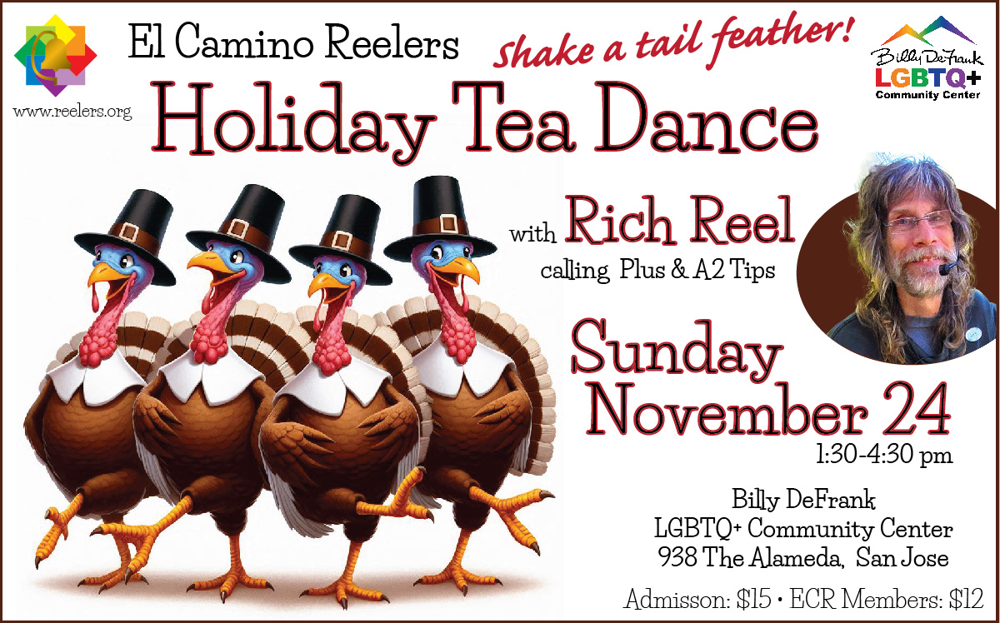 El Camino Reelers
Shake a tail feather!
www.reelers.org
Billy DeFrank
LGBTQ+
Community Center
Holiday Tea Dance
with Rich Reel
calling Plus & A2 Tips
Sunday
November 24
1:30-4:30 pm
Billy DeFrank
LGBTQ+ Community Center
938 The Alameda, San Jose
Admisson: $15 • ECR Members: $12